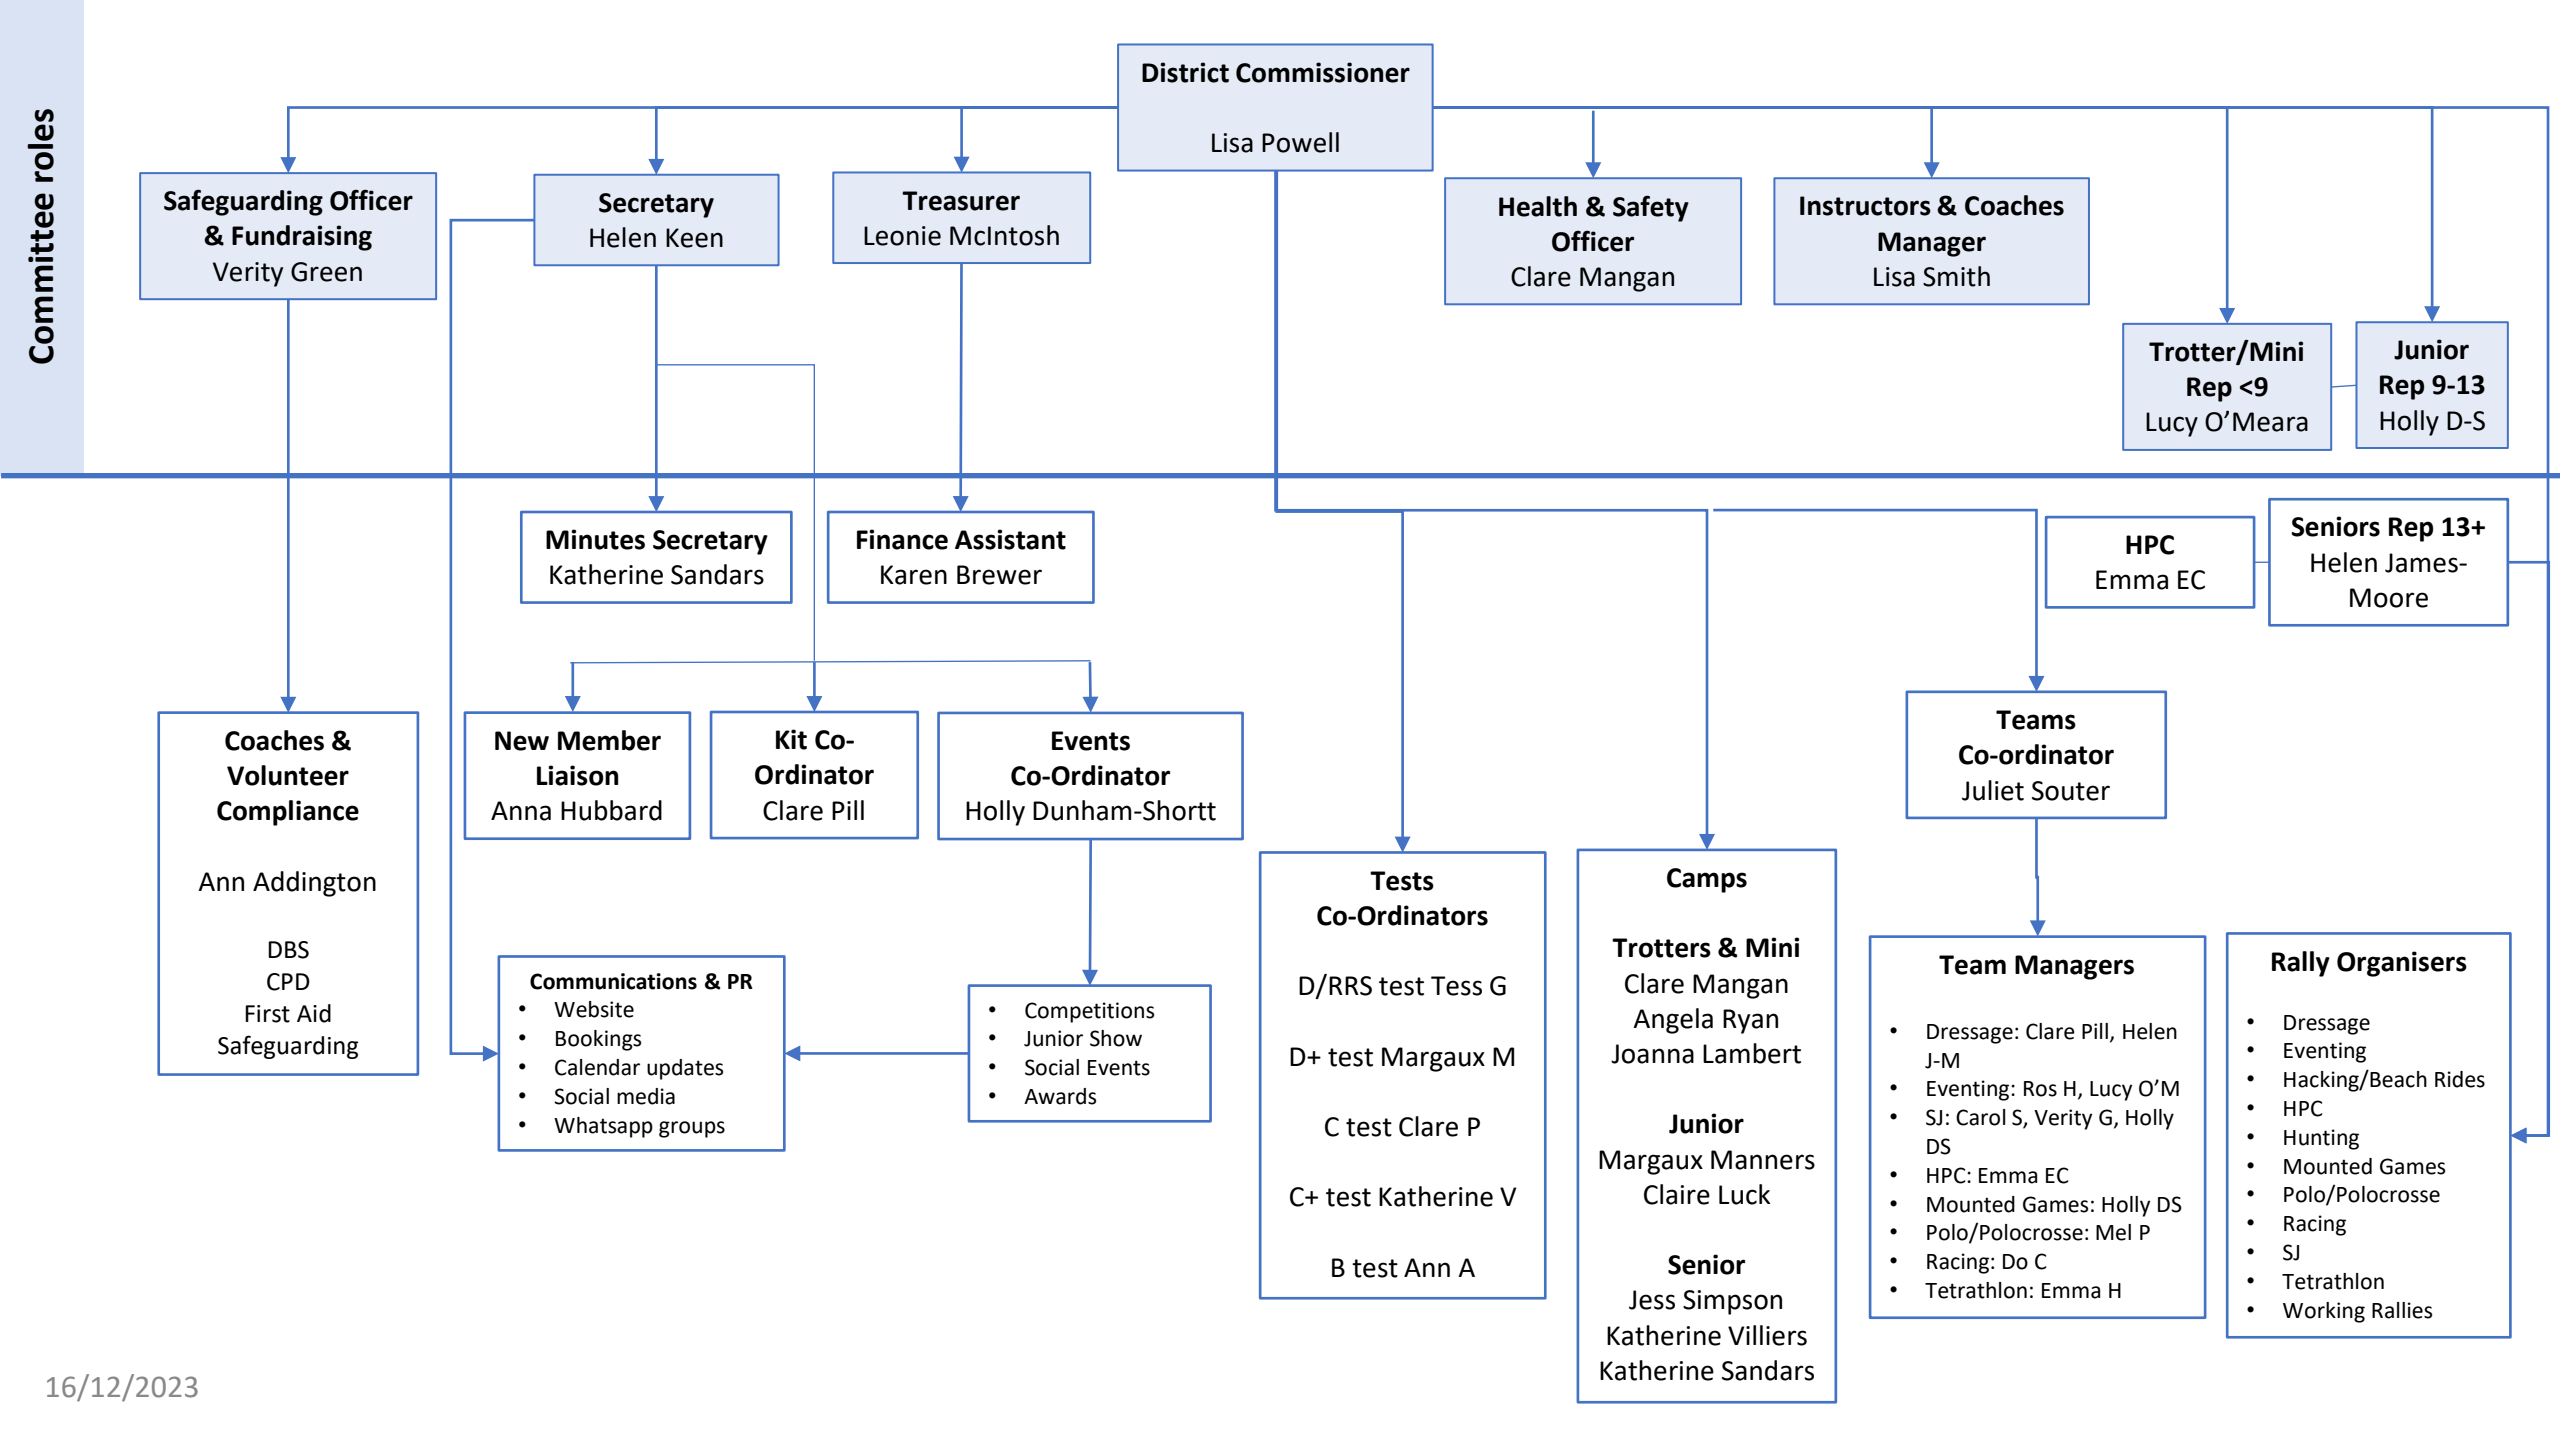 Committee roles
District Commissioner
Lisa Powell
Safeguarding Officer
& Fundraising
Verity Green
Secretary
Helen Keen
Treasurer
Leonie McIntosh
Health & Safety
Officer
Clare Mangan
Instructors & Coaches
Manager
Lisa Smith
Trotter/Mini
Rep <9
Lucy O’Meara
Junior
Rep 9-13
Holly D-S
Minutes Secretary
Katherine Sandars
Finance Assistant
Karen Brewer
HPC
Emma EC
Seniors Rep 13+
Helen James-
Moore
Coaches &
Volunteer
Compliance
Ann Addington
DBS
CPD
First Aid
Safeguarding
New Member
Liaison
Anna Hubbard
Kit Co-
Ordinator
Clare Pill
Events
Co-Ordinator
Holly Dunham-Shortt
Teams
Co-ordinator
Juliet Souter
Communications & PR
• Website
• Bookings
• Calendar updates
• Social media
• Whatsapp groups
• Competitions
• Junior Show
• Social Events
• Awards
Tests
Co-Ordinators
D/RRS test Tess G
D+ test Margaux M
C test Clare P
C+ test Katherine V
B test Ann A
Camps
Trotters & Mini
Clare Mangan
Angela Ryan
Joanna Lambert
Junior
Margaux Manners
Claire Luck
Senior
Jess Simpson
Katherine Villiers
Katherine Sandars
Team Managers
• Dressage: Clare Pill, Helen
J-M
• Eventing: Ros H, Lucy O’M
• SJ: Carol S, Verity G, Holly
DS
• HPC: Emma EC
• Mounted Games: Holly DS
• Polo/Polocrosse: Mel P
• Racing: Do C
• Tetrathlon: Emma H
Rally Organisers
• Dressage
• Eventing
• Hacking/Beach Rides
• HPC
• Hunting
• Mounted Games
• Polo/Polocrosse
• Racing
• SJ
• Tetrathlon
• Working Rallies
16/12/2023